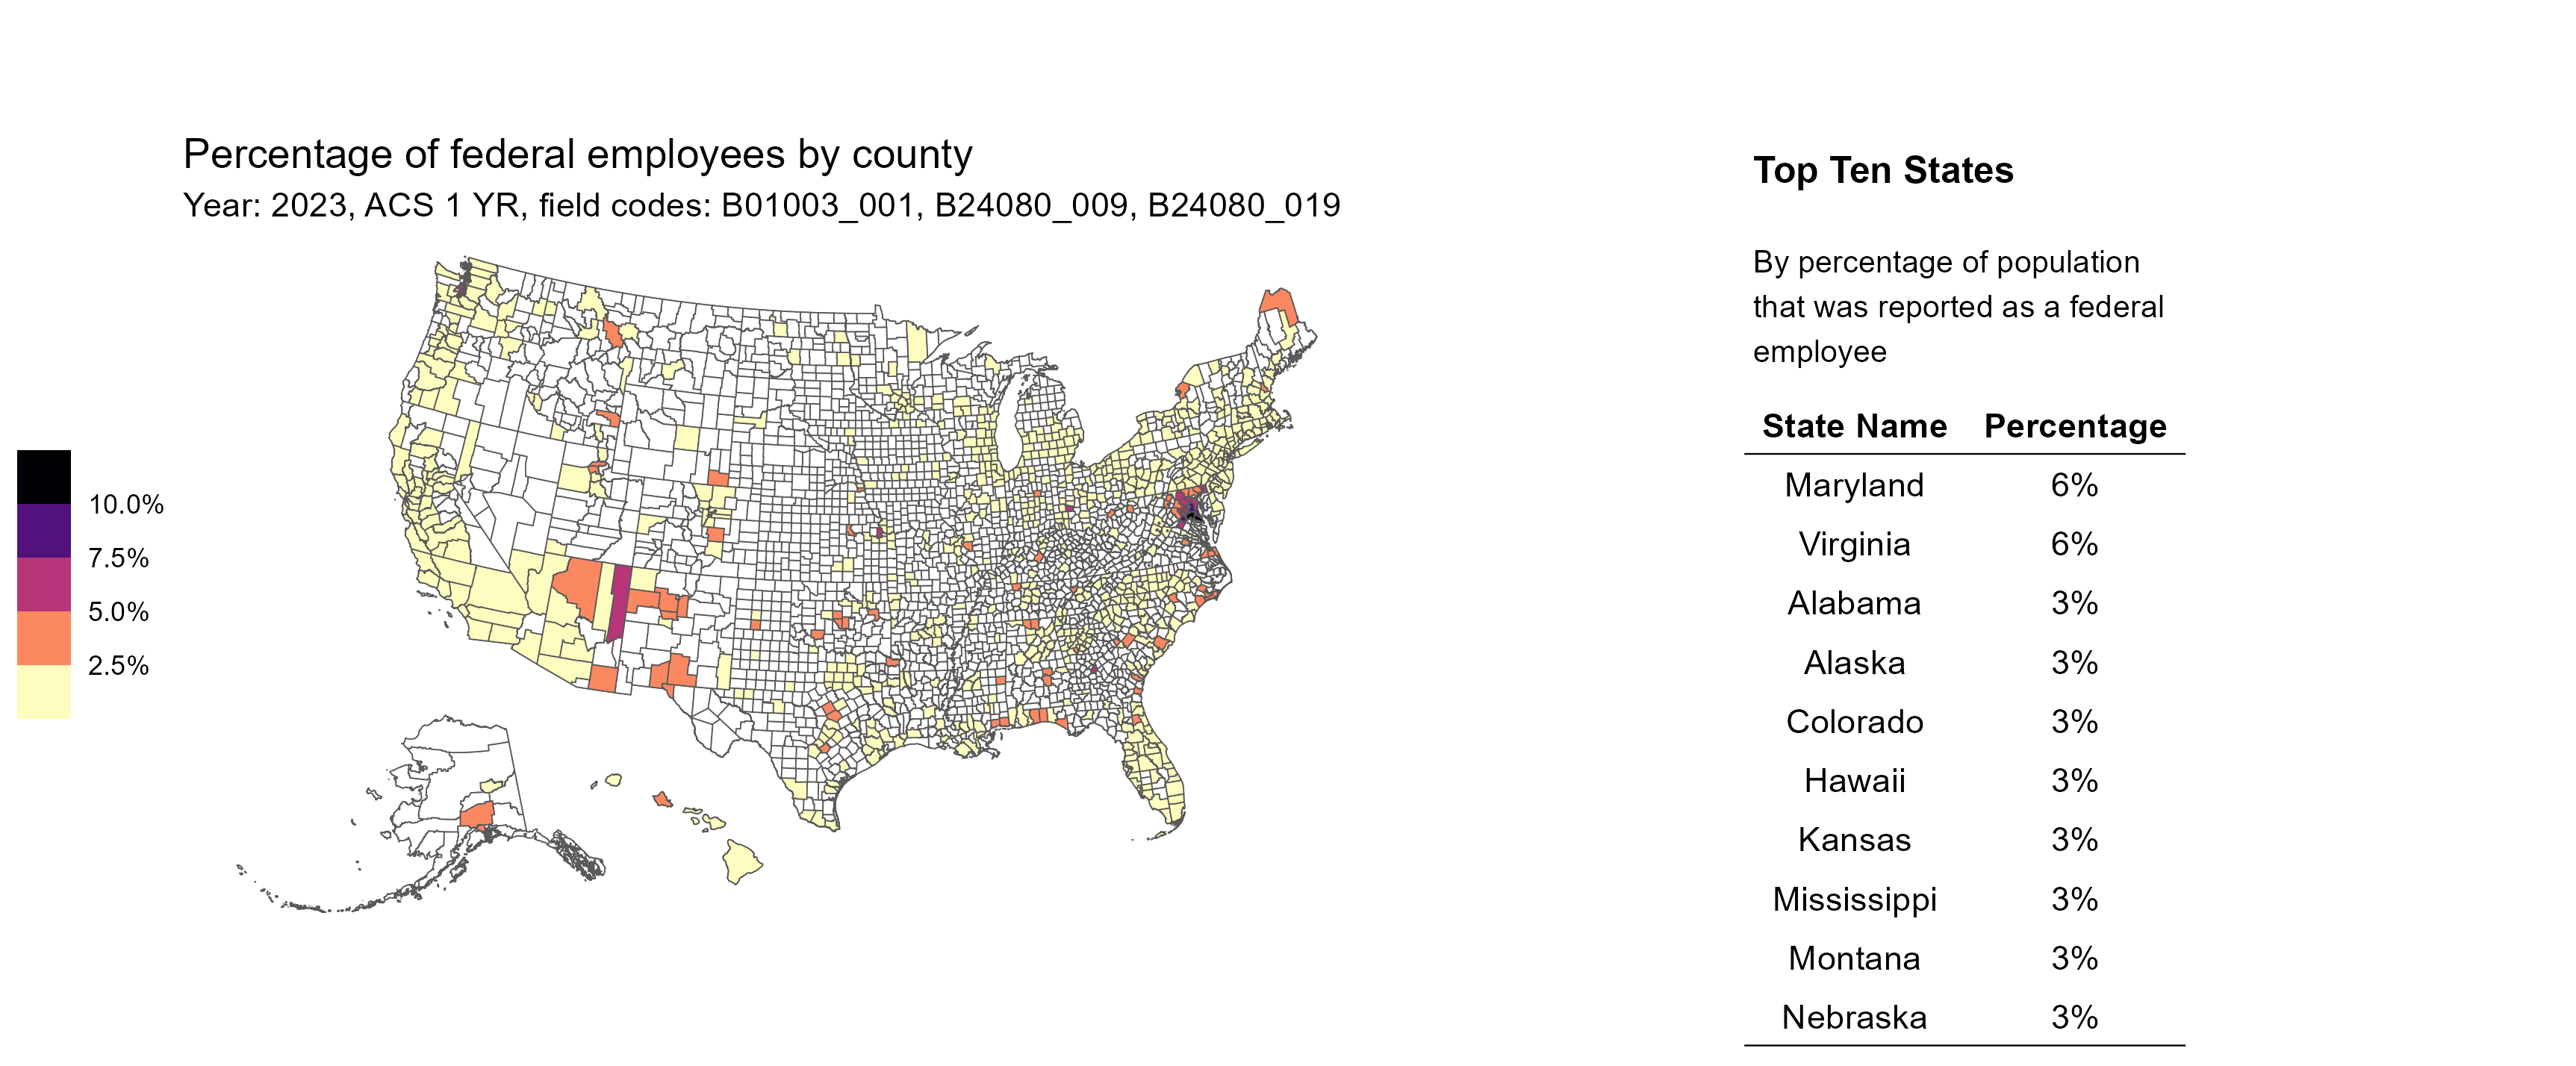 Percentage of federal employees by county
Year: 2023, ACS 1 YR, field codes: B01003_001, B24080_009, B24080_019
10.0%
7.5%
5.0%
2.5%
Top Ten States
By percentage of population
that was reported as a federal
employee
State Name Percentage
Maryland 6%
Virginia 6%
Alabama 3%
Alaska 3%
Colorado 3%
Hawaii 3%
Kansas 3%
Mississippi 3%
Montana 3%
Nebraska 3%